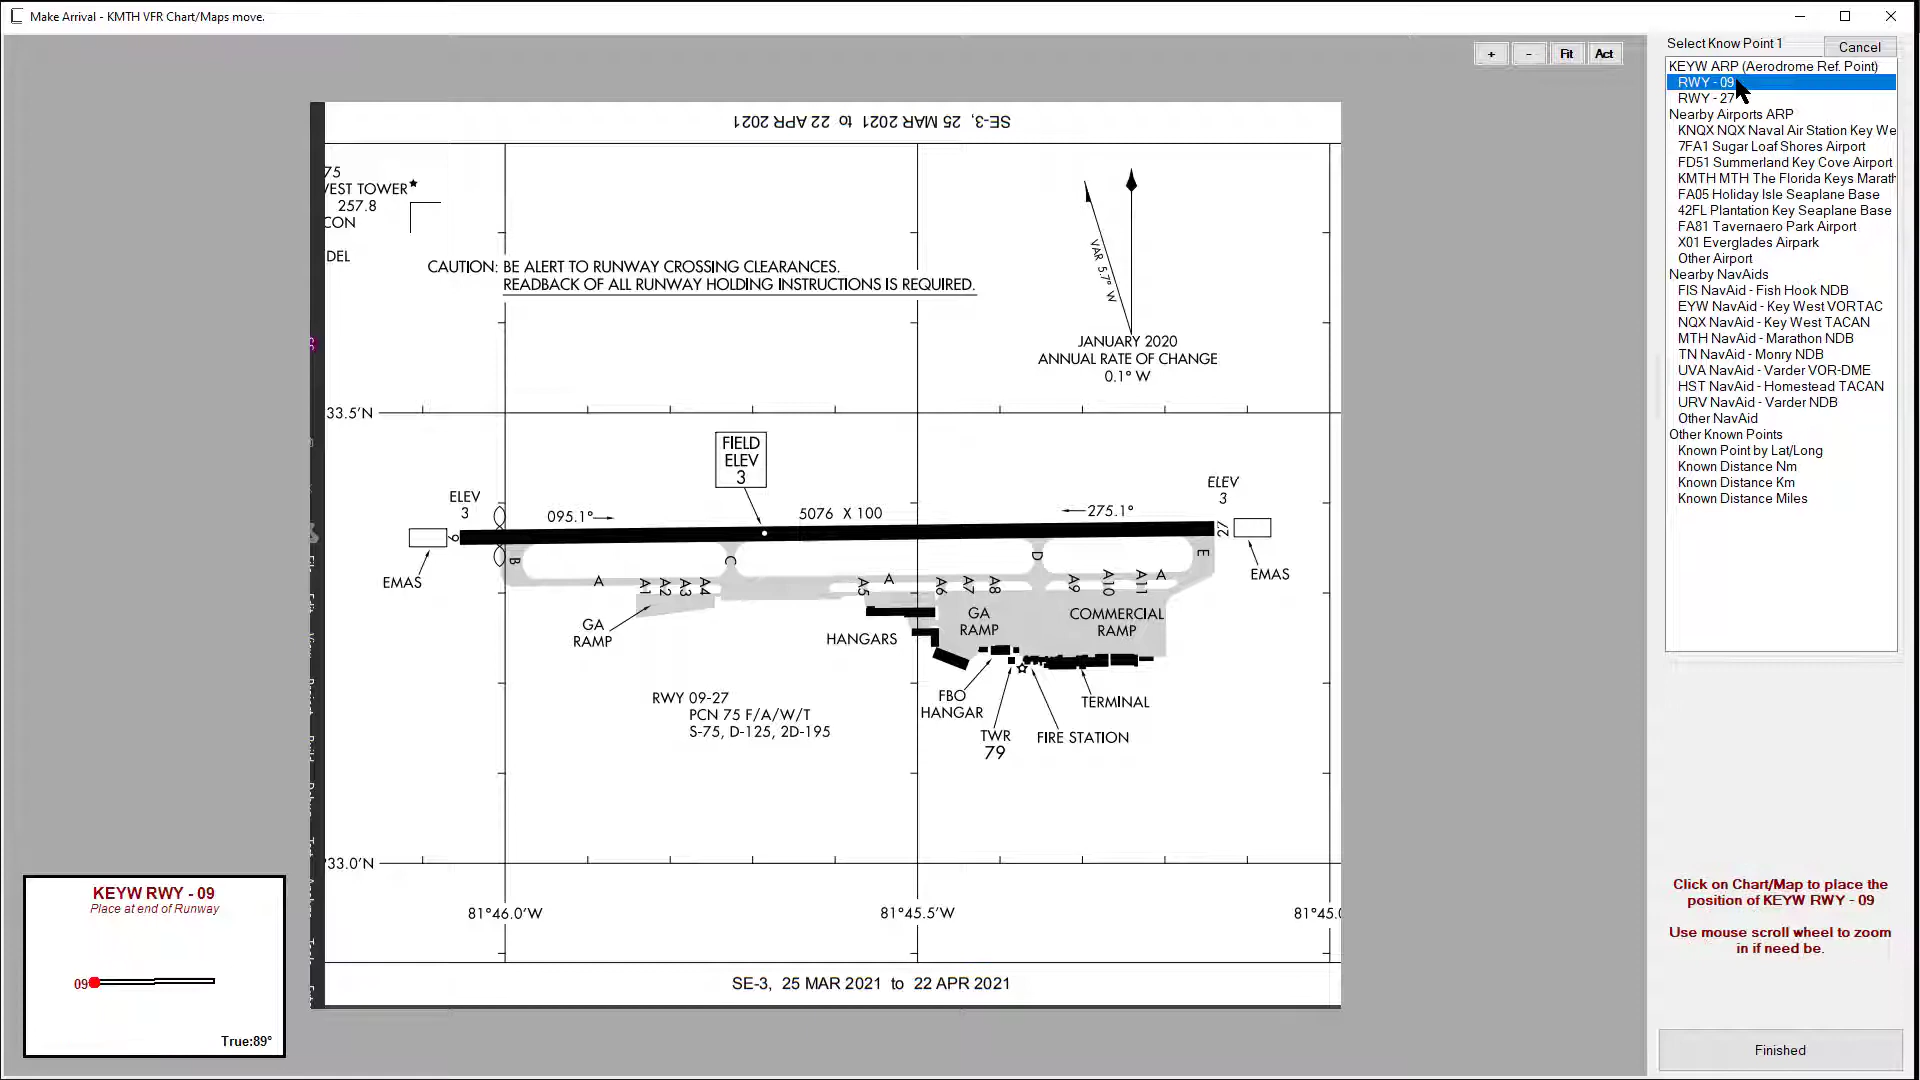 Make Arrival - KMTH VFR Chart/Maps move.
+
-
Fit
Act
Select Know Point 1
Cancel
KEYW ARP (Aerodrome Ref. Point)
RWY - 09
RWY - 27
Nearby Airports ARP
KNQX NQX Naval Air Station Key We
7FA1 Sugar Loaf Shores Airport
FD51 Summerland Key Cove Airport
KMTH MTH The Florida Keys Marath
FA05 Holiday Isle Seaplane Base
42FL Plantation Key Seaplane Base
FA81 Tavernaero Park Airport
X01 Everglades Airpark
Other Airport
Nearby NavAids
FIS NavAid - Fish Hook NDB
EYW NavAid - Key West VORTAC
NQX NavAid - Key West TACAN
MTH NavAid - Marathon NDB
TN NavAid - Monry NDB
UVA NavAid - Varder VOR-DME
HST NavAid - Homestead TACAN
URV NavAid - Varder NDB
Other NavAid
Other Known Points
Known Point by Lat/Long
Known Distance Nm
Known Distance Km
Known Distance Miles
Click on Chart/Map to place the
position of KEYW RWY - 09
Use mouse scroll wheel to zoom
in if need be.
Finished
SE-3, 25 MAR 2021 to 22 APR 2021
75
VEST TOWER
257.8
CON
DEL
CAUTION: BE ALERT TO RUNWAY CROSSING CLEARANCES.
READBACK OF ALL RUNWAY HOLDING INSTRUCTIONS IS REQUIRED.
VAR 5.7° W
JANUARY 2020
ANNUAL RATE OF CHANGE
0.1° W
33.5'N
FIELD
ELEV
3
ELEV
3
ELEV
3
095.1°
5076 X 100
275.1°
9
27
EMAS
EMAS
B
C
D
E
A
A1
A2
A3
A4
A5
A
A6
A7
A8
A9
A10
A11
A
GA
RAMP
HANGARS
GA
RAMP
COMMERCIAL
RAMP
FBO
HANGAR
TWR
79
FIRE STATION
TERMINAL
RWY 09-27
PCN 75 F/A/W/T
S-75, D-125, 2D-195
33.0'N
81°46.0'W
81°45.5'W
81°45.0
SE-3, 25 MAR 2021 to 22 APR 2021
KEYW RWY - 09
Place at end of Runway
09
True:89°